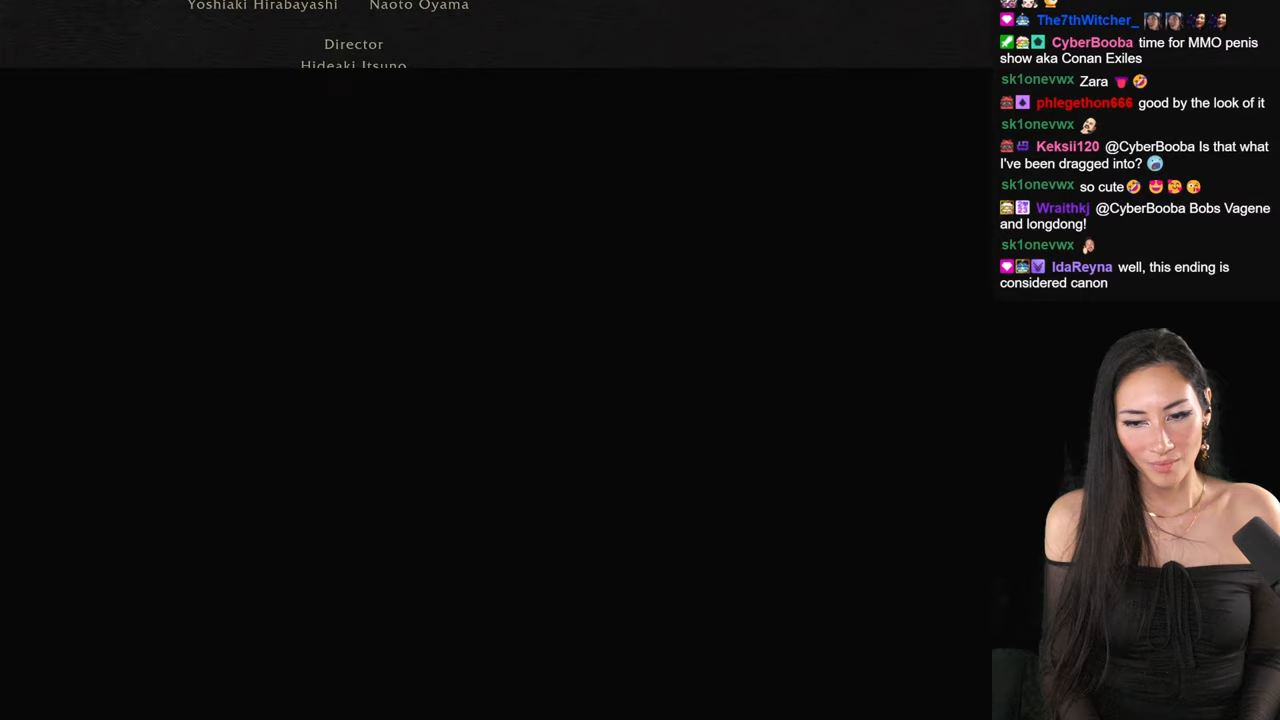 Yoshiaki Hirabayashi Naoto Oyama
Director
Hideaki Itsuno
The7thWitcher_
CyberBooba time for MMO penis
show aka Conan Exiles
sk1onevwx Zara
phlegethon666 good by the look of it
sk1onevwx
Keksii120 @CyberBooba Is that what
I've been dragged into?
sk1onevwx so cute
Wraithkj @CyberBooba Bobs Vagene
and longdong!
sk1onevwx
IdaReyna well, this ending is
considered canon